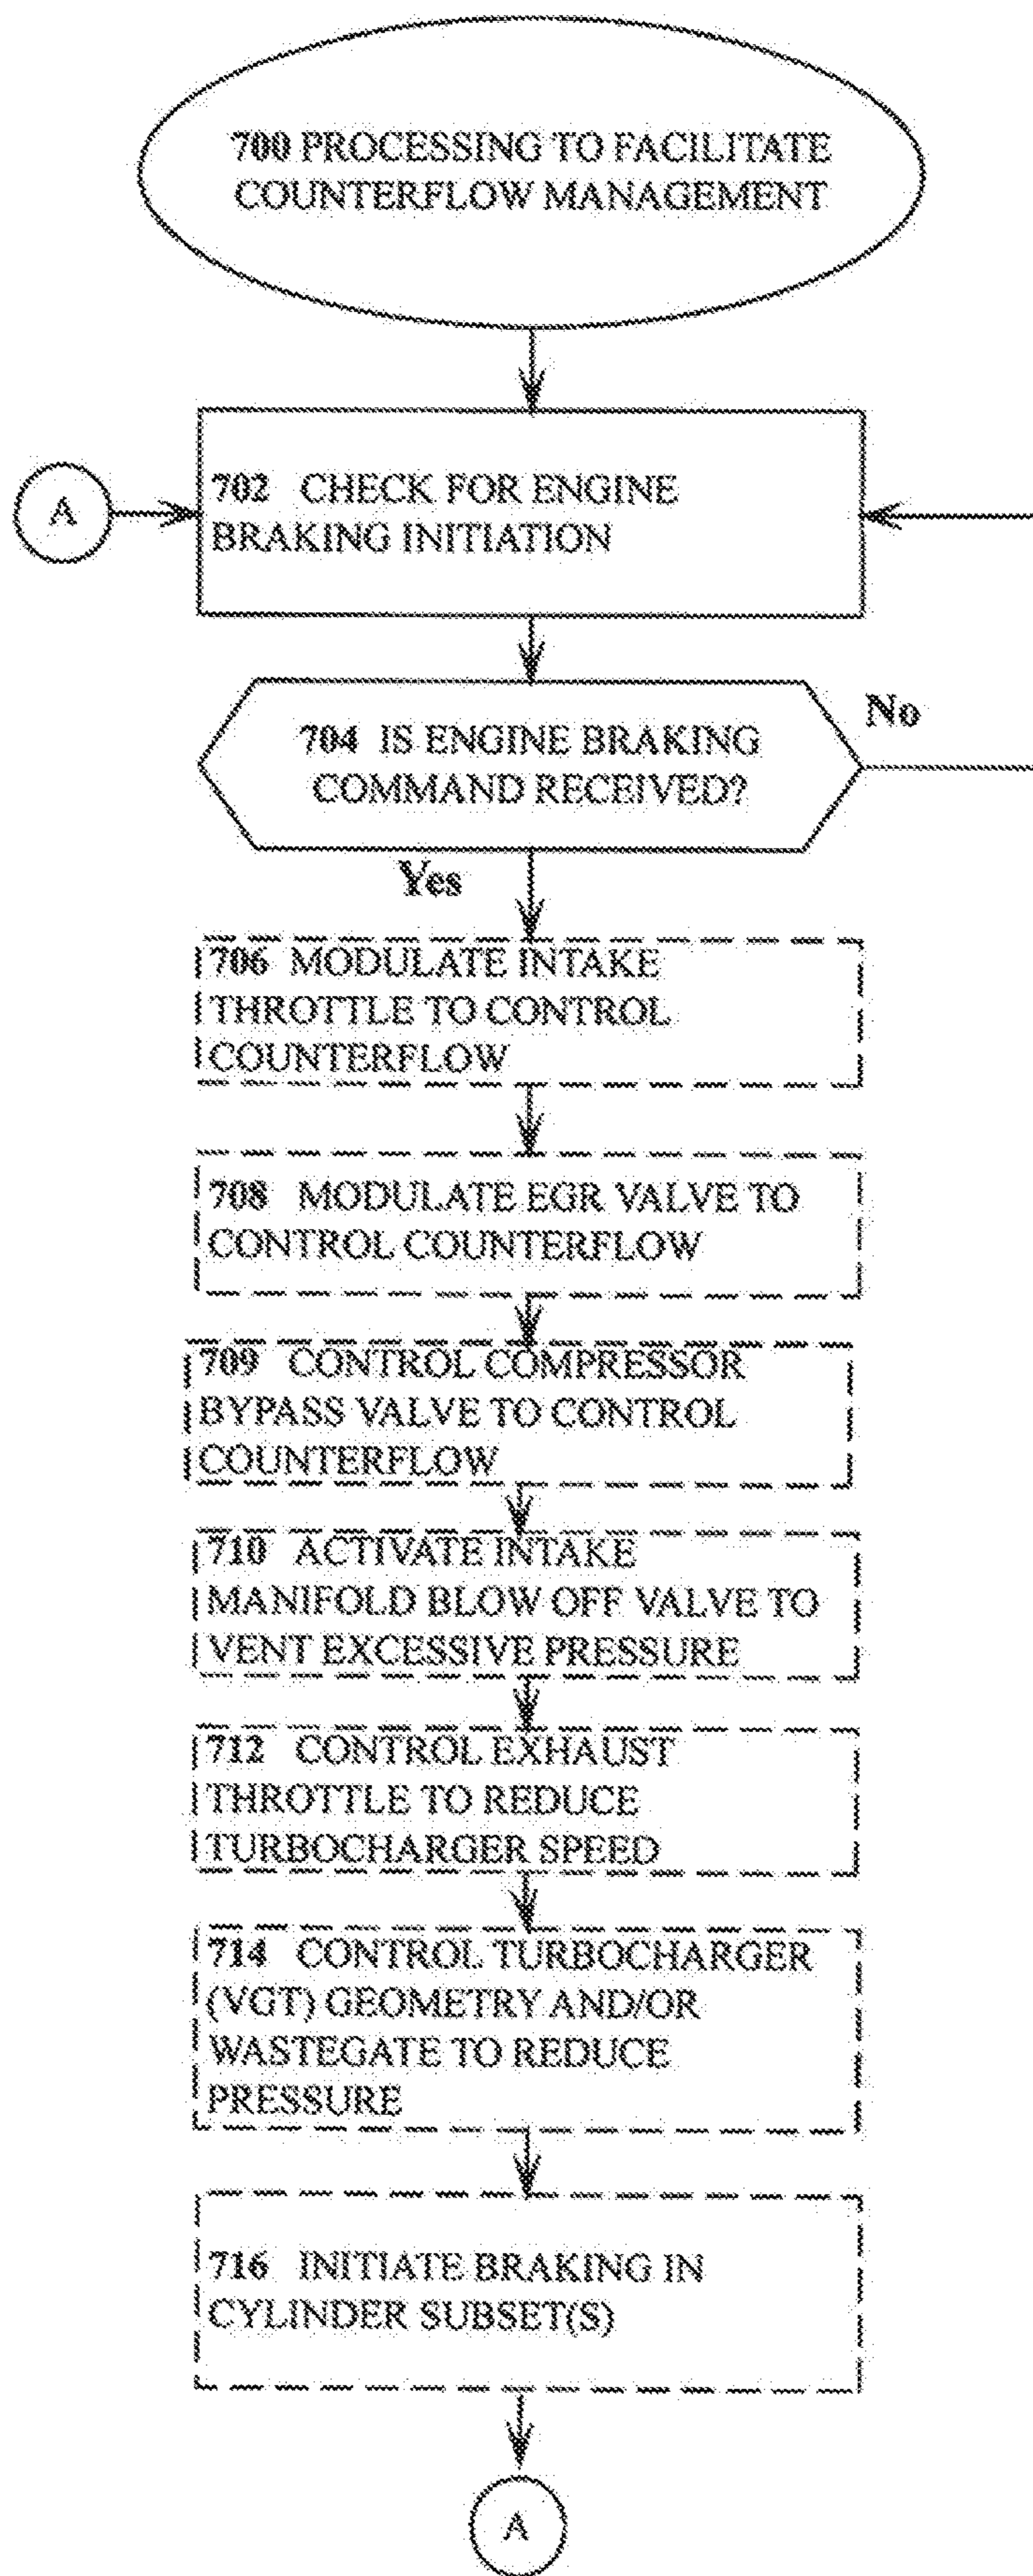 700 PROCESSING TO FACILITATE
COUNTERFLOW MANAGEMENT
A
702 CHECK FOR ENGINE
BRAKING INITIATION
704 IS ENGINE BRAKING
COMMAND RECEIVED?
No
Yes
706 MODULATE INTAKE
THROTTLE TO CONTROL
COUNTERFLOW
708 MODULATE EGR VALVE TO
CONTROL COUNTERFLOW
709 CONTROL COMPRESSOR
BYPASS VALVE TO CONTROL
COUNTERFLOW
710 ACTIVATE INTAKE
MANIFOLD BLOW OFF VALVE TO
VENT EXCESSIVE PRESSURE
712 CONTROL EXHAUST
THROTTLE TO REDUCE
TURBOCHARGER SPEED
714 CONTROL TURBOCHARGER
(VGT) GEOMETRY AND/OR
WASTEGATE TO REDUCE
PRESSURE
716 INITIATE BRAKING IN
CYLINDER SUBSET(S)
A